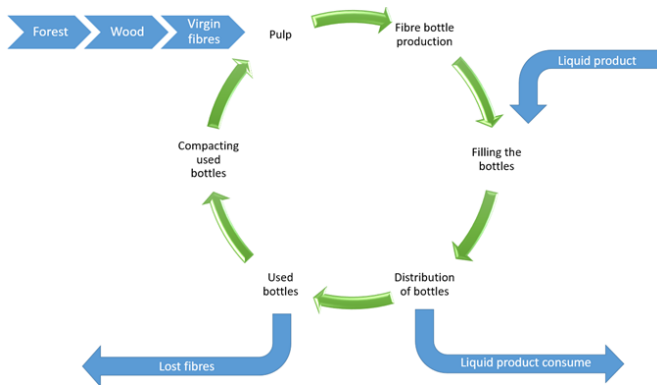 Forest
Wood
Virgin
fibres
Pulp
Fibre bottle
production
Liquid product
Filling the
bottles
Distribution
of bottles
Liquid product consume
Used
bottles
Lost fibres
Compacting
used
bottles